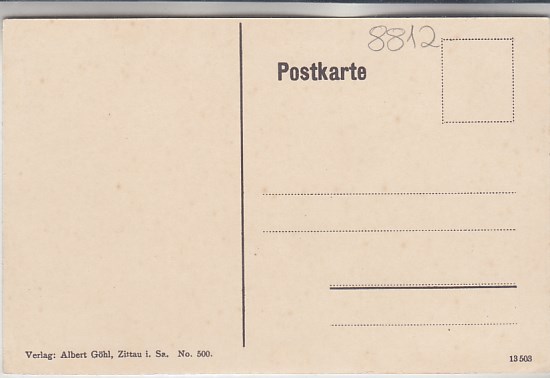 8812
Postkarte
Verlag: Albert Göhl, Zittau i. Sa. No. 500.
13503